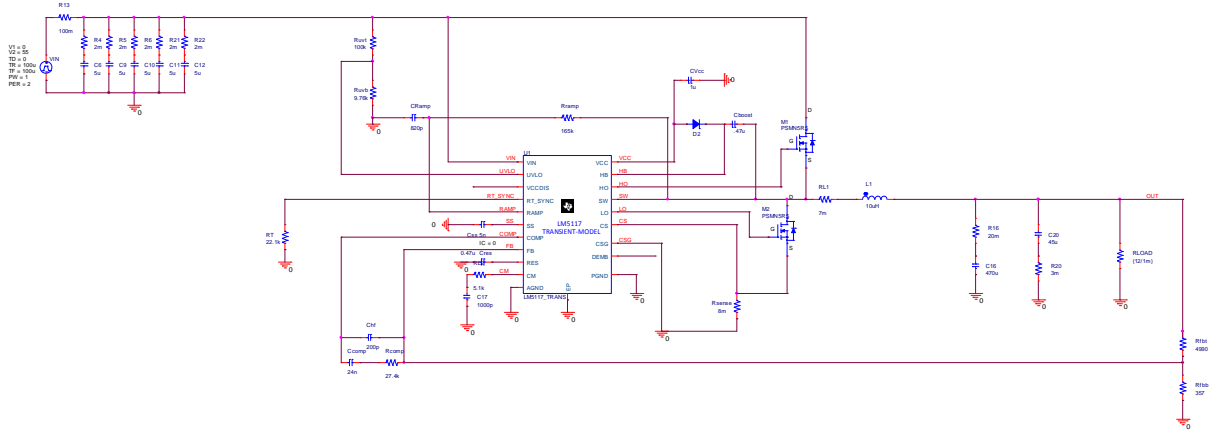 R13
100m
V1 = 0
V2 = 55
TD = 0
TR = 100u
TF = 100u
PW = 1
PER = 2
VIN
R4
2m
R5
2m
R6
2m
R21
2m
R22
2m
C6
5u
C9
5u
C10
5u
C11
5u
C12
5u
0
Ruvt
100k
Ruvb
9.76k
0
CRamp
820p
Rramp
165k
CVcc
1u
0
D2
Cboost
.47u
M1
PSMN5R5
D
G
S
U1
VIN
UVLO
RT_SYNC
RAMP
SS
COMP
FB
CM
VIN
UVLO
VCCDIS
RT_SYNC
RAMP
SS
COMP
FB
RES
CM
AGND
VCC
HB
HO
SW
LO
CS
CSG
DEMB
PGND
EP
LM5117
TRANSIENT-MODEL
LM5117_TRANS
VCC
HB
HO
SW
LO
CS
CSG
M2
PSMN5R5
D
G
S
RL1
7m
L1
10uH
OUT
RT
22.1k
0
0
Css 5n
IC = 0
0.47u
Cres
0
5.1k
C17
1000p
0
0
0
0
Rsense
6m
0
R16
20m
C16
470u
0
C20
45u
R20
3m
0
RLOAD
(12/1m)
0
Chf
200p
Ccomp
24n
Rcomp
27.4k
Rfbt
4990
Rfbb
357
0